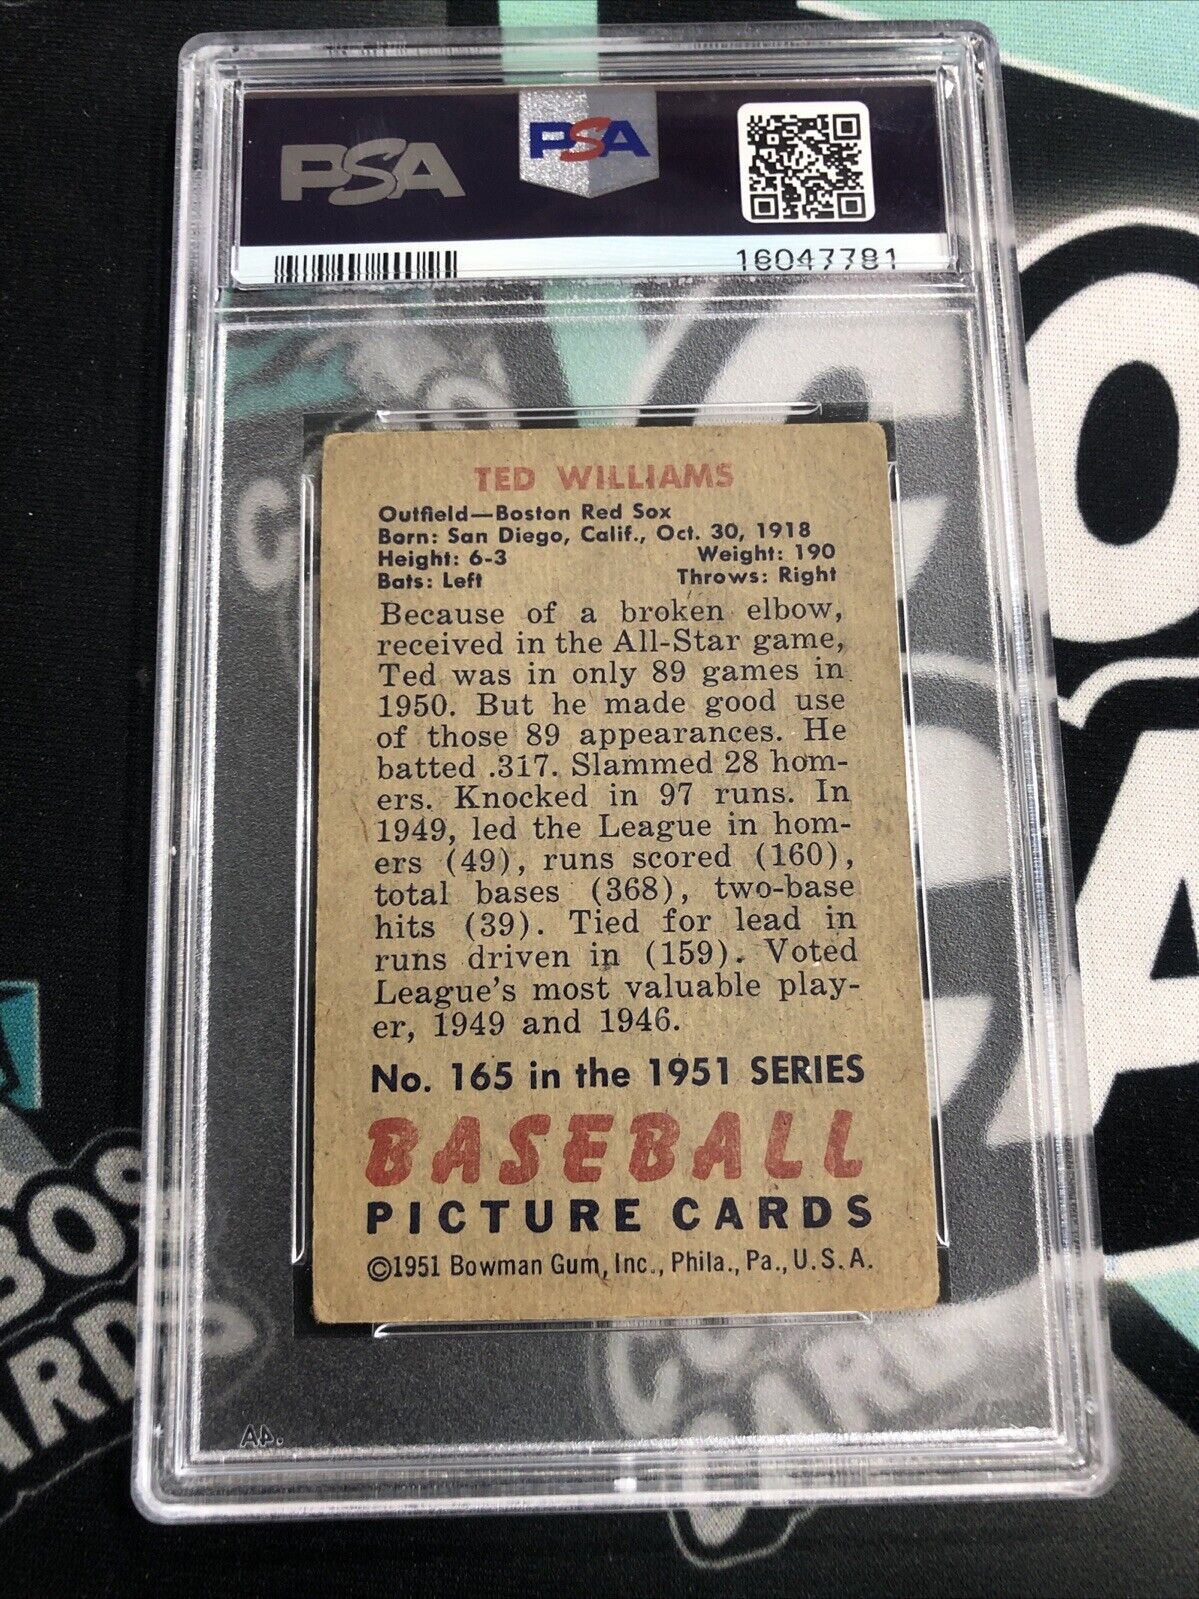 PSA
PSA
16047781
TED WILLIAMS
Outfield—Boston Red Sox
Born: San Diego, Calif., Oct. 30, 1918
Height: 6-3 Weight: 190
Bats: Left Throws: Right
Because of a broken elbow,
received in the All-Star game,
Ted was in only 89 games in
1950. But he made good use
of those 89 appearances. He
batted .317. Slammed 28 hom-
ers. Knocked in 97 runs. In
1949, led the League in hom-
ers (49), runs scored (160),
total bases (368), two-base
hits (39). Tied for lead in
runs driven in (159). Voted
League's most valuable play-
er, 1949 and 1946.
No. 165 in the 1951 SERIES
BASEBALL
PICTURE CARDS
©1951 Bowman Gum, Inc., Phila., Pa., U.S.A.